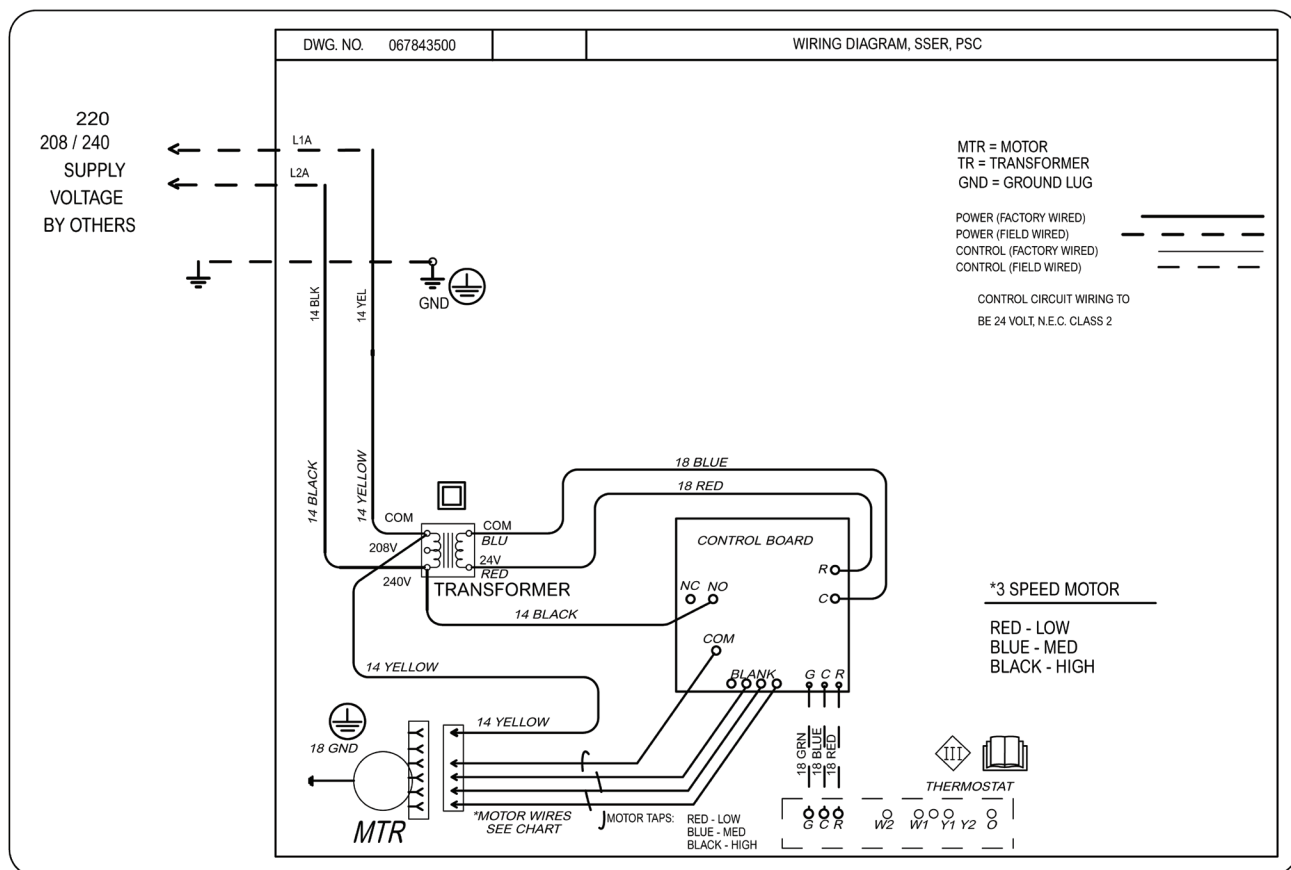 DWG. NO. 067843500
WIRING DIAGRAM, SSER, PSC
220
208 / 240
SUPPLY
VOLTAGE
BY OTHERS
L1A
L2A
MTR = MOTOR
TR = TRANSFORMER
GND = GROUND LUG
POWER (FACTORY WIRED)
POWER (FIELD WIRED)
CONTROL (FACTORY WIRED)
CONTROL (FIELD WIRED)
CONTROL CIRCUIT WIRING TO
BE 24 VOLT, N.E.C. CLASS 2
GND
14 BLK
14 YEL
14 BLACK
14 YELLOW
18 BLUE
18 RED
COM
208V
240V
COM
BLU
24V
RED
TRANSFORMER
14 BLACK
14 YELLOW
CONTROL BOARD
R
C
NC NO
COM
BLANK
G C R
*3 SPEED MOTOR
RED - LOW
BLUE - MED
BLACK - HIGH
14 YELLOW
18 GND
MTR
*MOTOR WIRES
SEE CHART
MOTOR TAPS:
RED - LOW
BLUE - MED
BLACK - HIGH
18 GRN
18 BLUE
18 RED
III
THERMOSTAT
G C R W2 W1 Y1 Y2 O